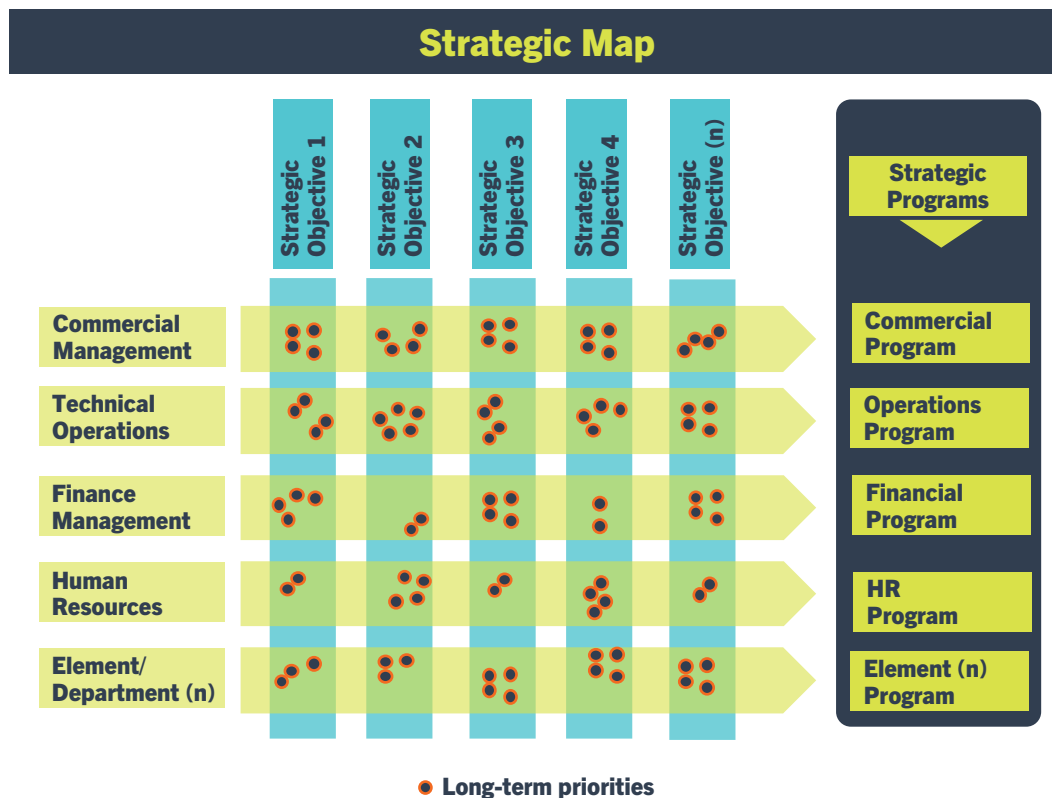 Strategic Map
Strategic
Objective 1
Strategic
Objective 2
Strategic
Objective 3
Strategic
Objective 4
Strategic
Objective (n)
Strategic
Programs
Commercial
Management
Commercial
Program
Technical
Operations
Operations
Program
Finance
Management
Financial
Program
Human
Resources
HR
Program
Element/
Department (n)
Element (n)
Program
Long-term priorities